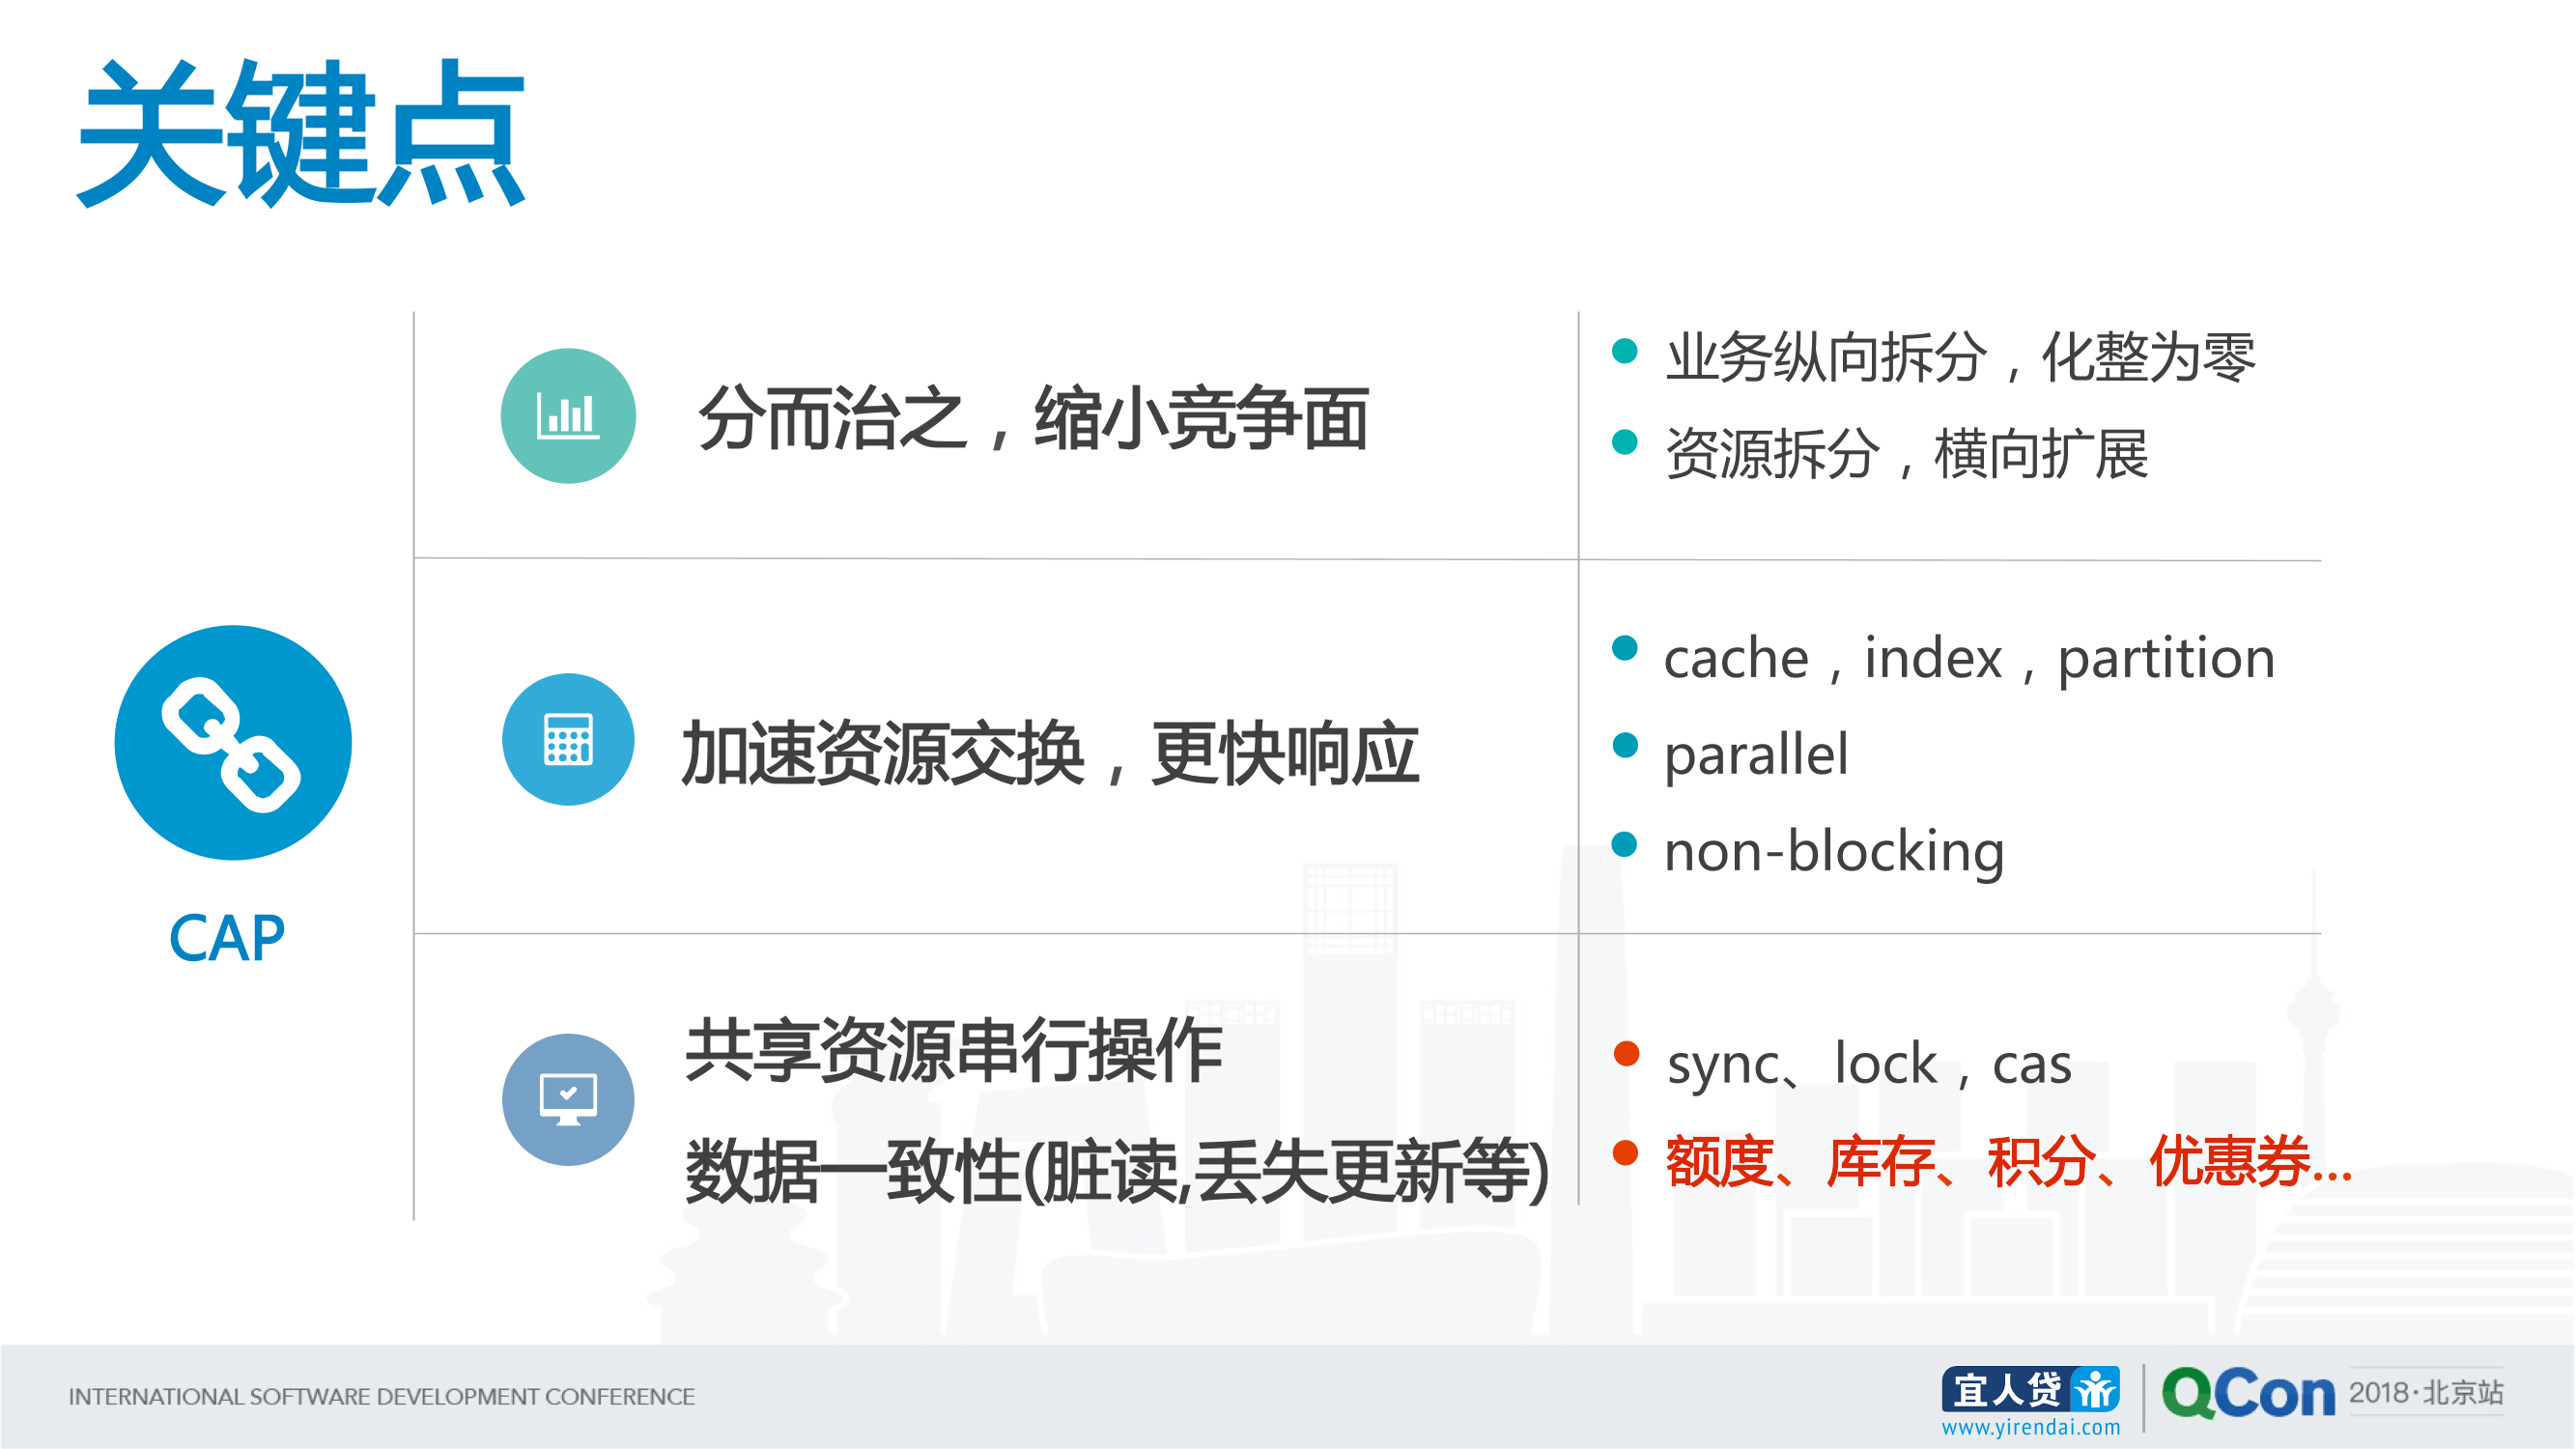 关键点
CAP
分而治之，缩小竞争面
业务纵向拆分，化整为零
资源拆分，横向扩展
加速资源交换，更快响应
cache，index，partition
parallel
non-blocking
共享资源串行操作
数据一致性(脏读,丢失更新等)
sync、lock，cas
额度、库存、积分、优惠券...
INTERNATIONAL SOFTWARE DEVELOPMENT CONFERENCE
宜人贷
www.yirendai.com
QCon 2018·北京站